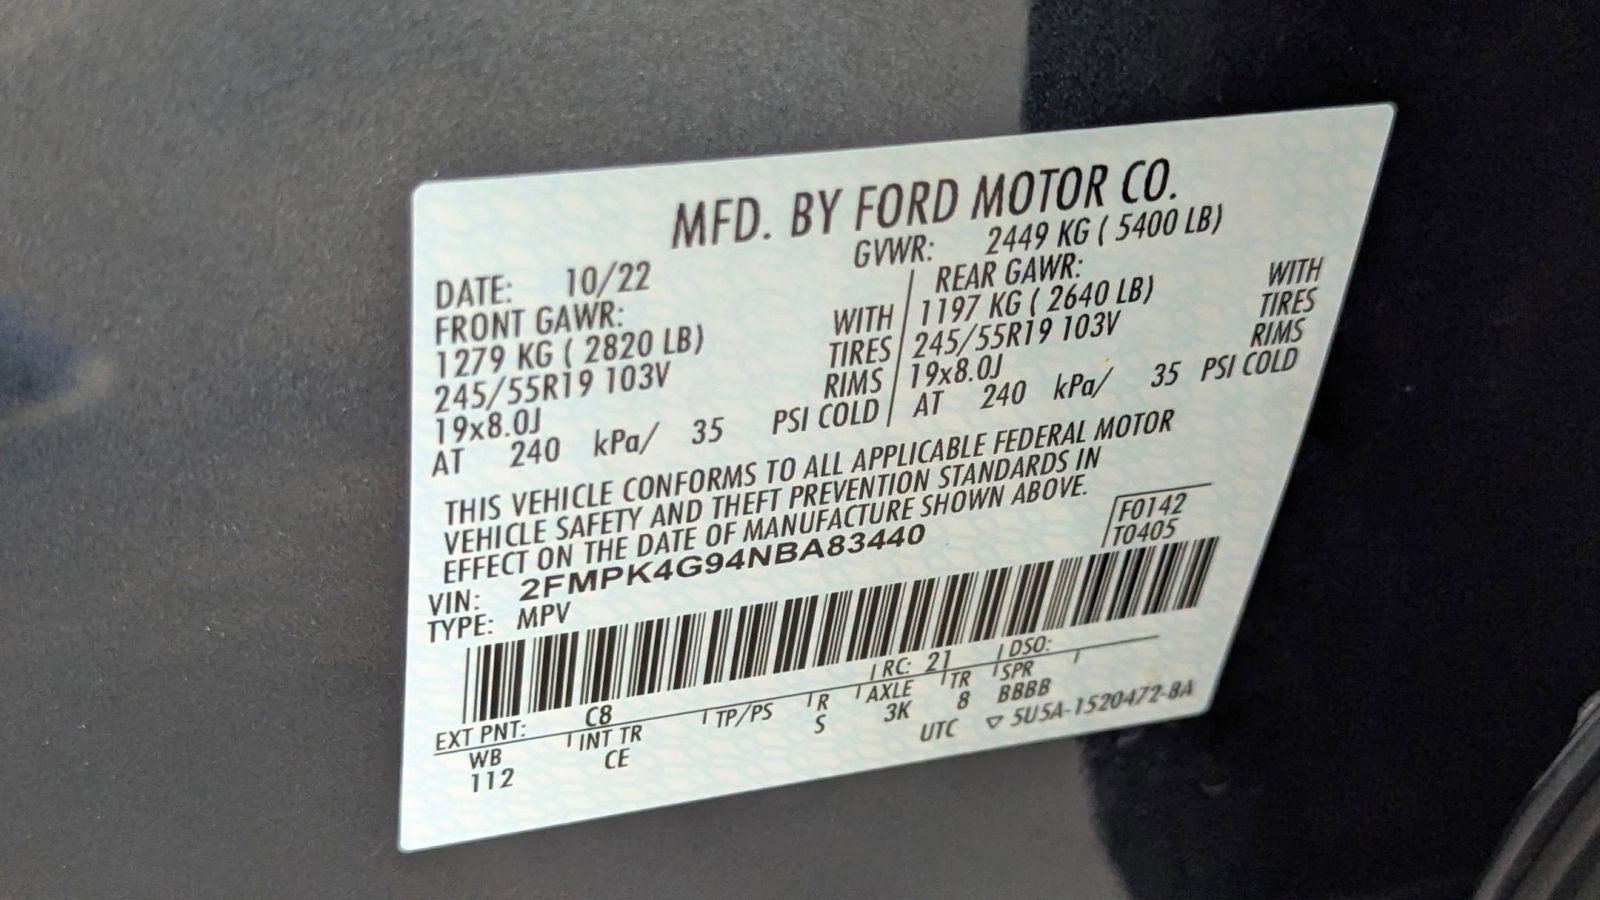 MFD. BY FORD MOTOR CO.
DATE: 10/22 GVWR: 2449 KG ( 5400 LB)
FRONT GAWR: REAR GAWR:
1279 KG ( 2820 LB) WITH 1197 KG ( 2640 LB) WITH
245/55R19 103V TIRES 245/55R19 103V TIRES
19x8.0J RIMS 19x8.0J RIMS
AT 240 kPa/ 35 PSI COLD AT 240 kPa/ 35 PSI COLD
THIS VEHICLE CONFORMS TO ALL APPLICABLE FEDERAL MOTOR
VEHICLE SAFETY AND THEFT PREVENTION STANDARDS IN
EFFECT ON THE DATE OF MANUFACTURE SHOWN ABOVE.
F0142
T0405
VIN: 2FMPK4G94NBA83440
TYPE: MPV
EXT PNT: C8 RC: 21 DSO:
WB INT TR TP/PS R AXLE TR SPR
112 CE S 3K 8 BBBB
UTC ▽ 5U5A-1520472-BA